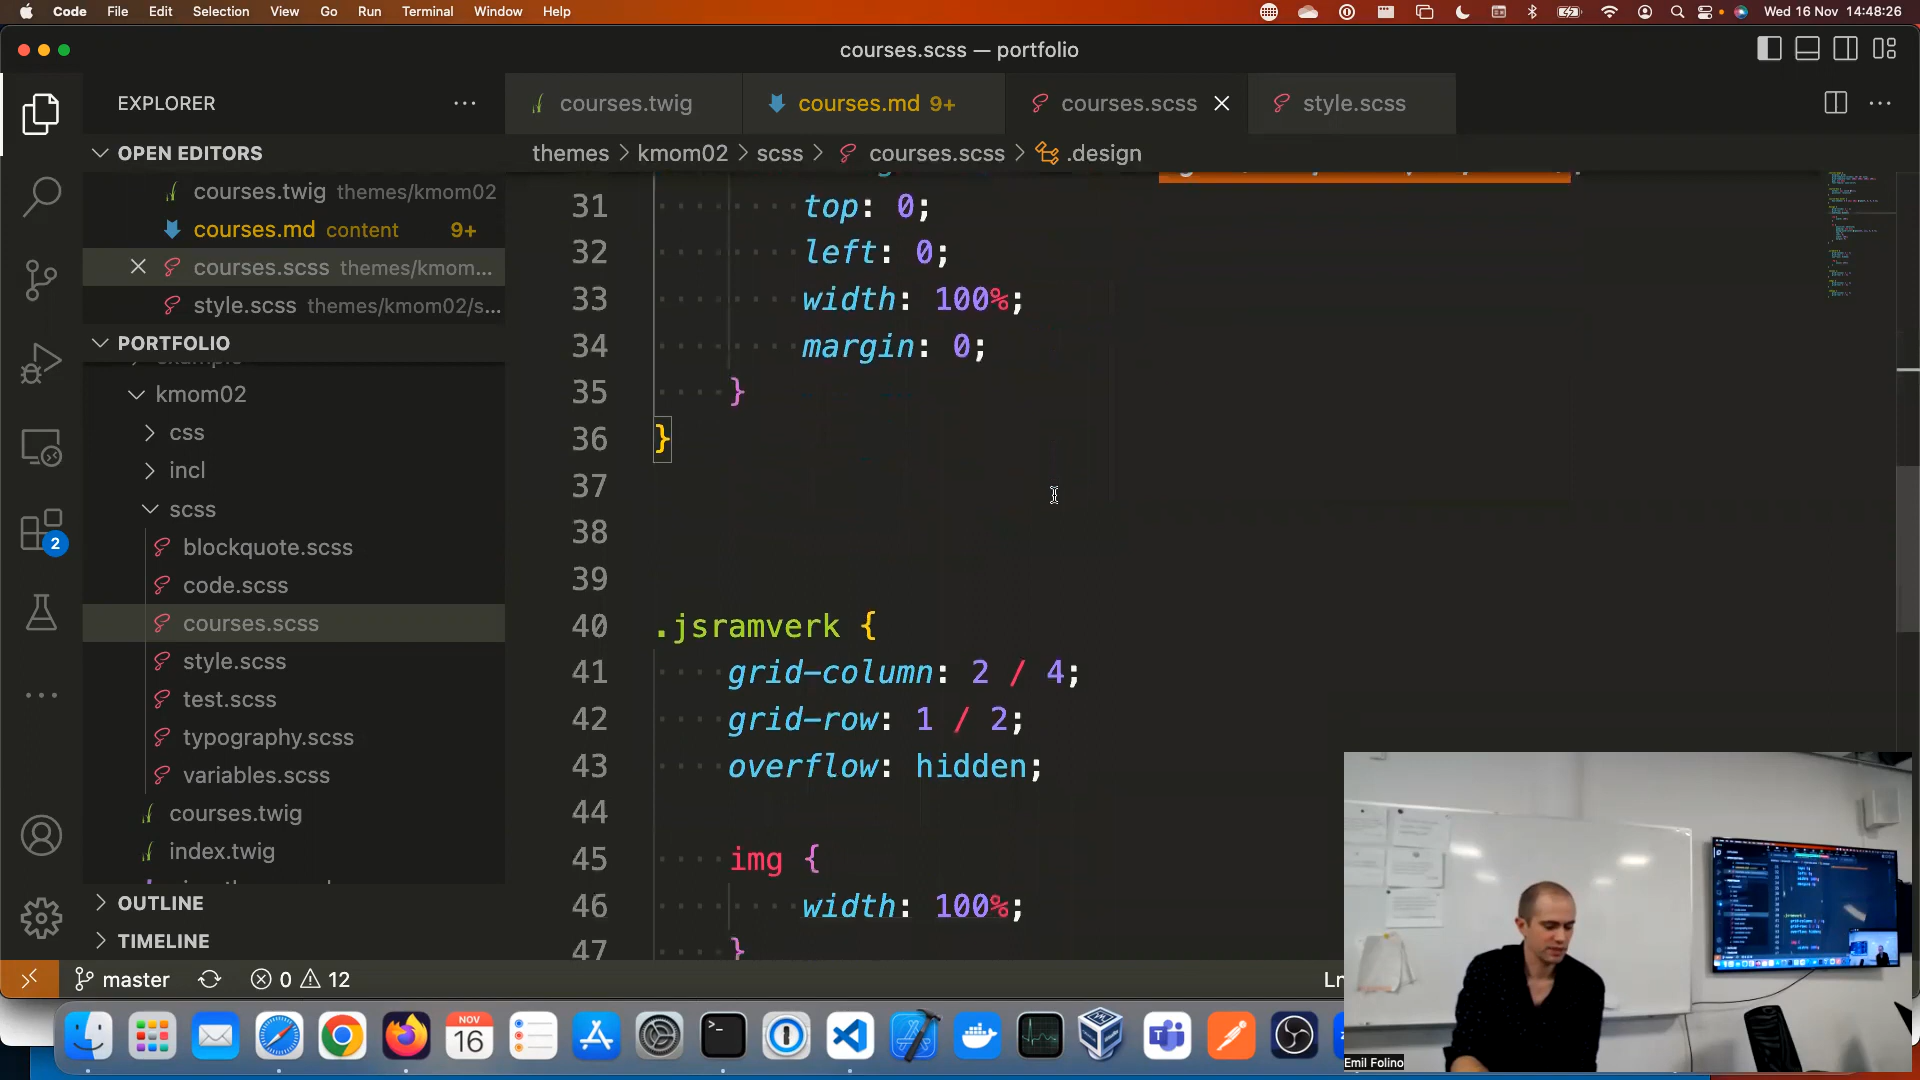 Code File Edit Selection View Go Run Terminal Window Help
Wed 16 Nov 14:48:26
courses.scss — portfolio
EXPLORER
courses.twig
courses.md 9+
courses.scss
style.scss
OPEN EDITORS
themes > kmom02 > scss > courses.scss > .design
courses.twig themes/kmom02
courses.md content 9+
courses.scss themes/kmom...
style.scss themes/kmom02/s...
PORTFOLIO
kmom02
css
incl
scss
blockquote.scss
code.scss
courses.scss
style.scss
test.scss
typography.scss
variables.scss
courses.twig
index.twig
OUTLINE
TIMELINE
31 top: 0;
32 left: 0;
33 width: 100%;
34 margin: 0;
35 }
36 }
37
38
39
40 .jsramverk {
41 grid-column: 2 / 4;
42 grid-row: 1 / 2;
43 overflow: hidden;
44
45 img {
46 width: 100%;
47 }
2
master 0 12
Ln
NOV
16
Emil Folino